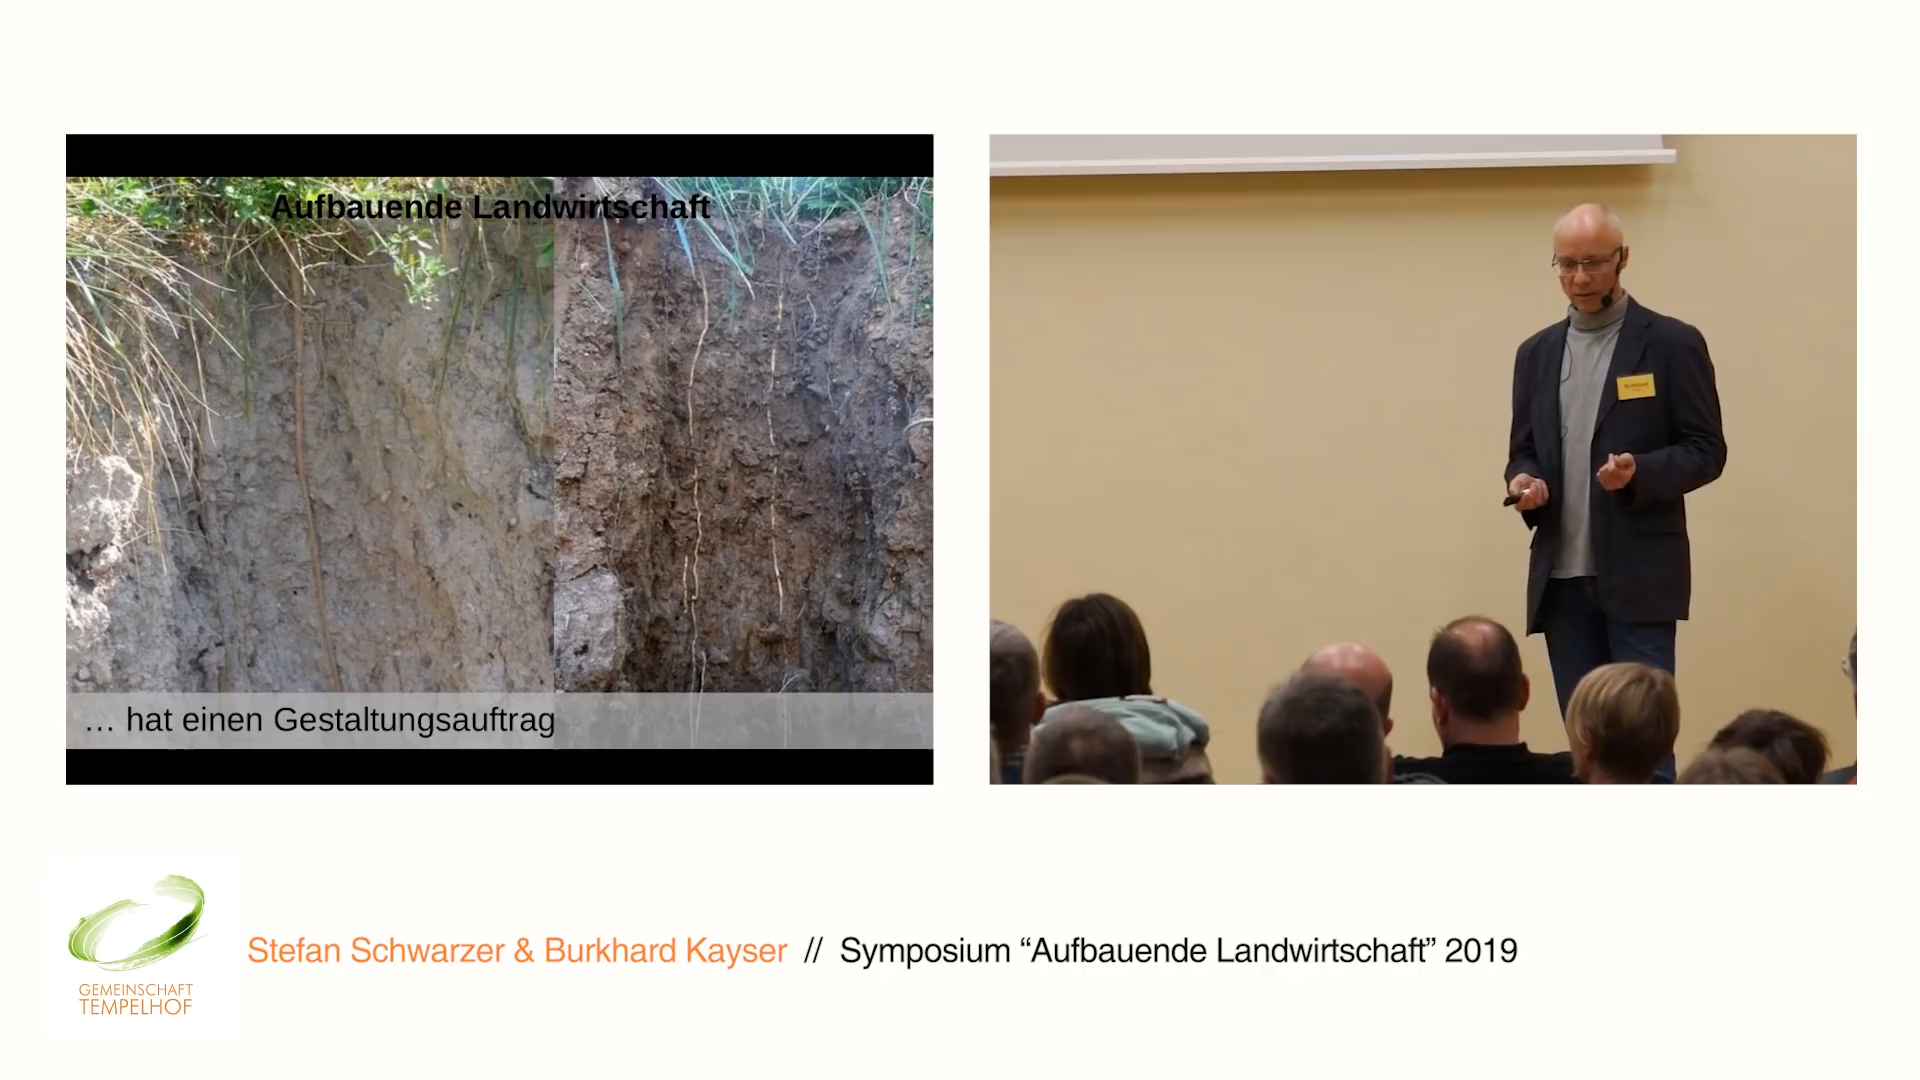 Aufbauende Landwirtschaft
… hat einen Gestaltungsauftrag
GEMEINSCHAFT
TEMPELHOF
Stefan Schwarzer & Burkhard Kayser // Symposium “Aufbauende Landwirtschaft” 2019